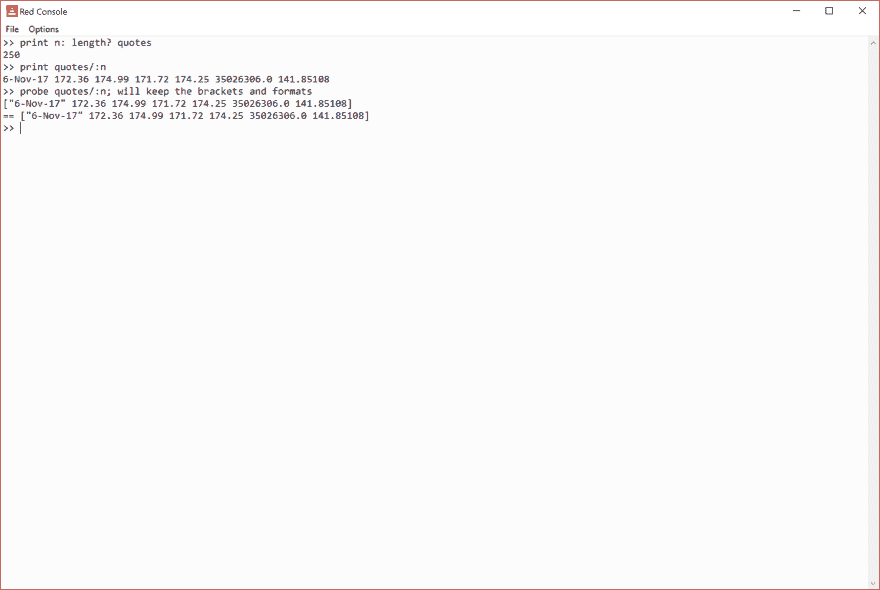 Red Console
File Options
>> print n: length? quotes
250
>> print quotes/:n
6-Nov-17 172.36 174.99 171.72 174.25 35026306.0 141.85108
>> probe quotes/:n; will keep the brackets and formats
["6-Nov-17" 172.36 174.99 171.72 174.25 35026306.0 141.85108]
== ["6-Nov-17" 172.36 174.99 171.72 174.25 35026306.0 141.85108]
>>